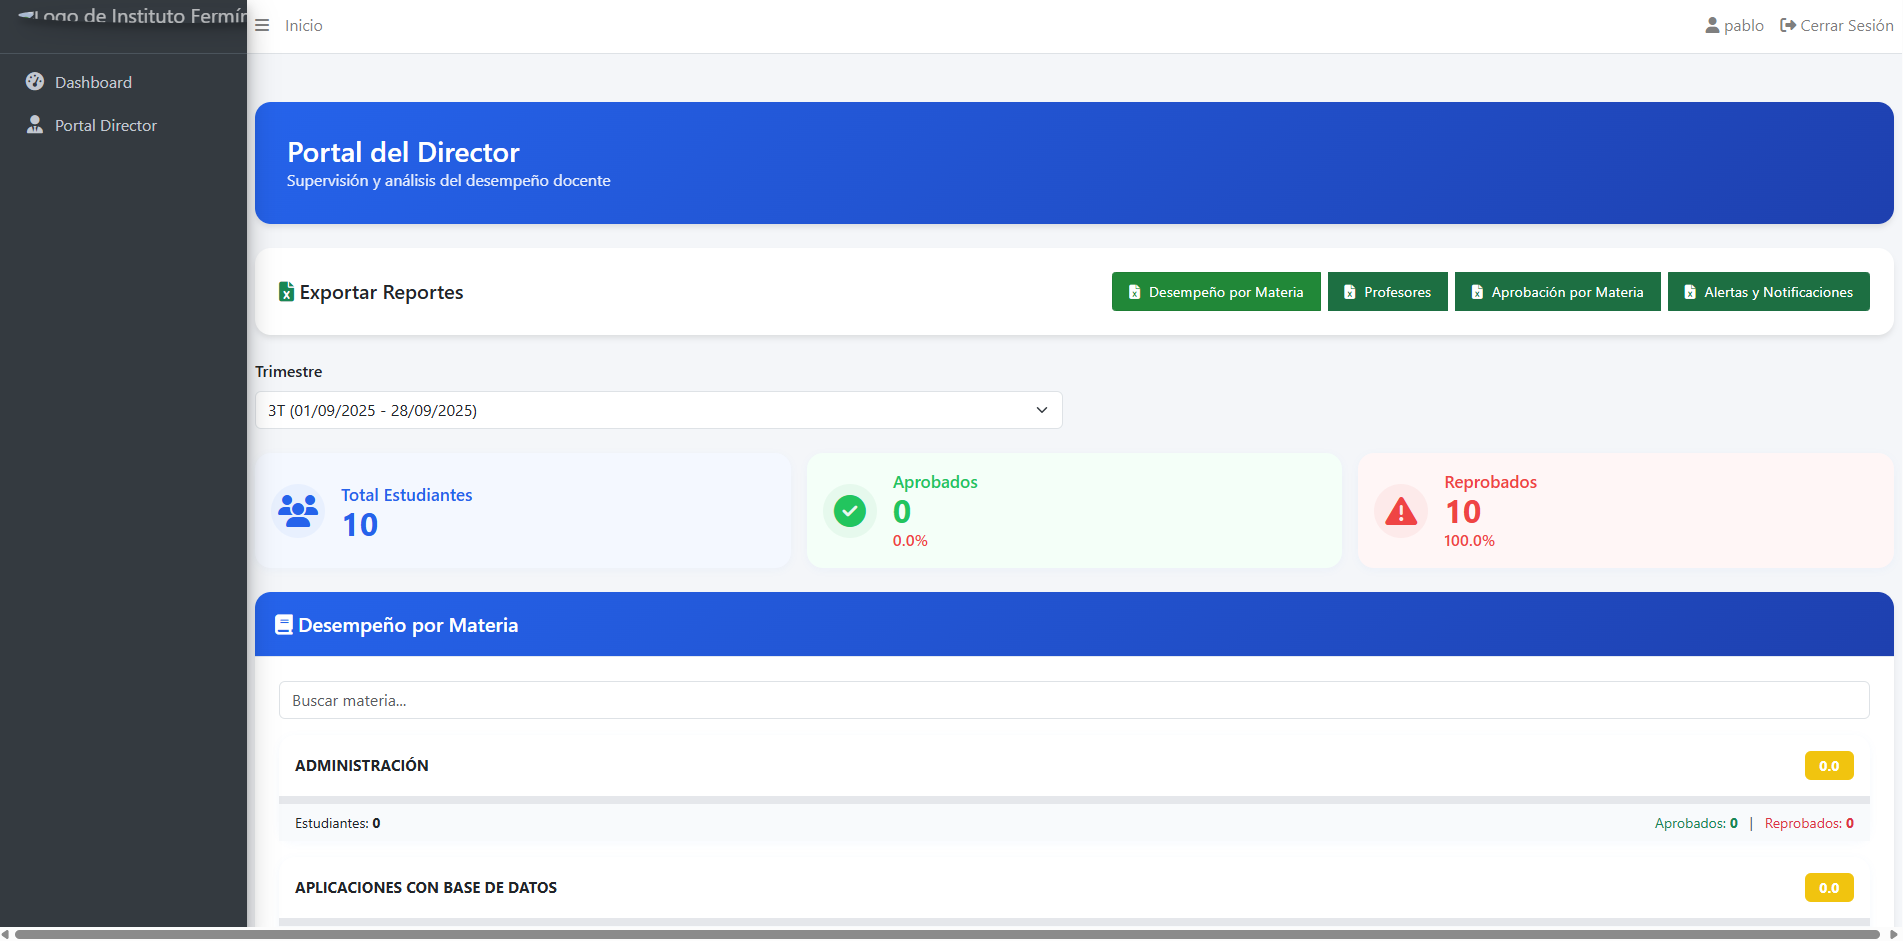 Logo de Instituto Fermín
Inicio
pablo
Cerrar Sesión
Dashboard
Portal Director
Portal del Director
Supervisión y análisis del desempeño docente
Exportar Reportes
Desempeño por Materia
Profesores
Aprobación por Materia
Alertas y Notificaciones
Trimestre
3T (01/09/2025 - 28/09/2025)
Total Estudiantes
10
Aprobados
0
0.0%
Reprobados
10
100.0%
Desempeño por Materia
Buscar materia...
ADMINISTRACIÓN
0.0
Estudiantes: 0
Aprobados: 0 | Reprobados: 0
APLICACIONES CON BASE DE DATOS
0.0